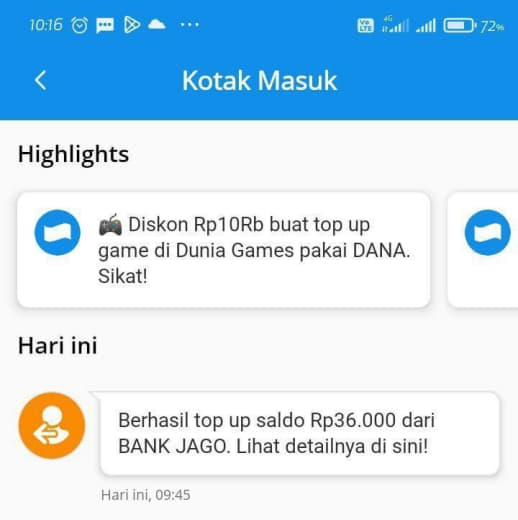 10:16 ... VO LTE 4G 72%
Kotak Masuk
Highlights
🎮 Diskon Rp10Rb buat top up
game di Dunia Games pakai DANA.
Sikat!
Hari ini
Berhasil top up saldo Rp36.000 dari
BANK JAGO. Lihat detailnya di sini!
Hari ini, 09:45